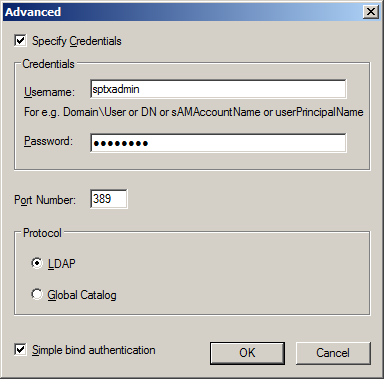 Advanced
Specify Credentials
Credentials
Username: sptxadmin
For e.g. Domain\User or DN or sAMAccountName or userPrincipalName
Password: ●●●●●●●●
Port Number: 389
Protocol
LDAP
Global Catalog
Simple bind authentication
OK
Cancel